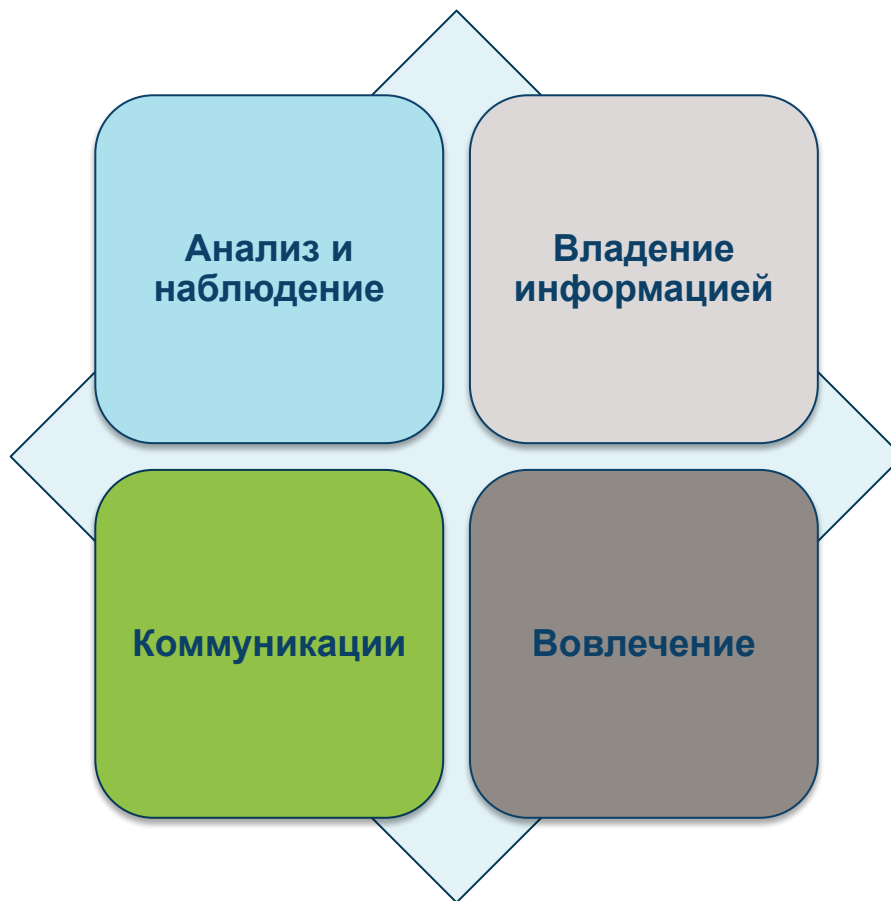 Анализ и
наблюдение
Владение
информацией
Коммуникации
Вовлечение